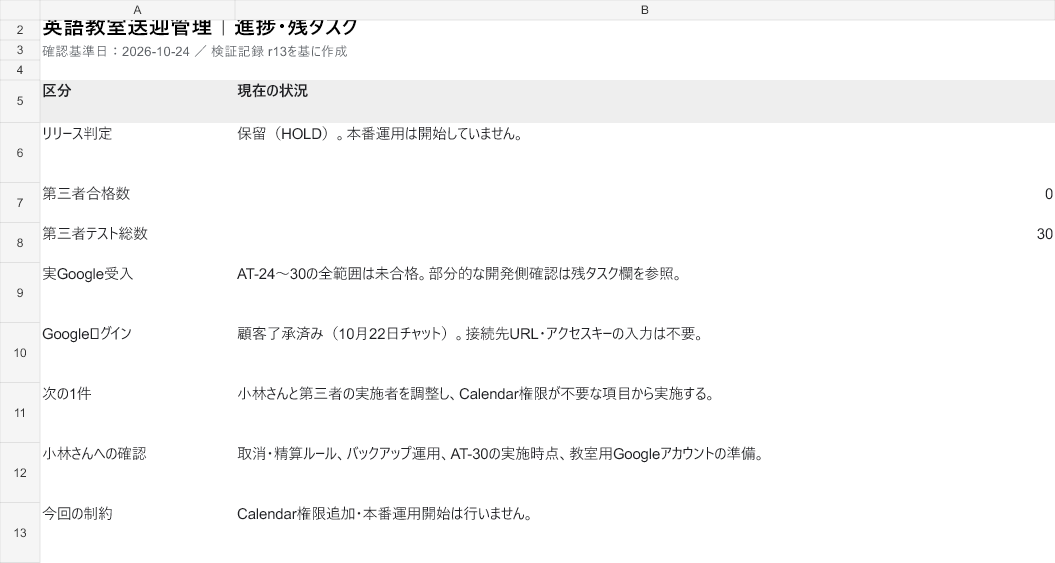 A B
2 英語教室送迎管理｜進捗・残タスク
3 確認基準日：2026-10-24 ／ 検証記録 r13を基に作成
4
5 区分 現在の状況
6 リリース判定 保留（HOLD）。本番運用は開始していません。
7 第三者合格数 0
8 第三者テスト総数 30
9 実Google受入 AT-24～30の全範囲は未合格。部分的な開発側確認は残タスク欄を参照。
10 Googleログイン 顧客了承済み（10月22日チャット）。接続先URL・アクセスキーの入力は不要。
11 次の1件 小林さんと第三者の実施者を調整し、Calendar権限が不要な項目から実施する。
12 小林さんへの確認 取消・精算ルール、バックアップ運用、AT-30の実施時点、教室用Googleアカウントの準備。
13 今回の制約 Calendar権限追加・本番運用開始は行いません。